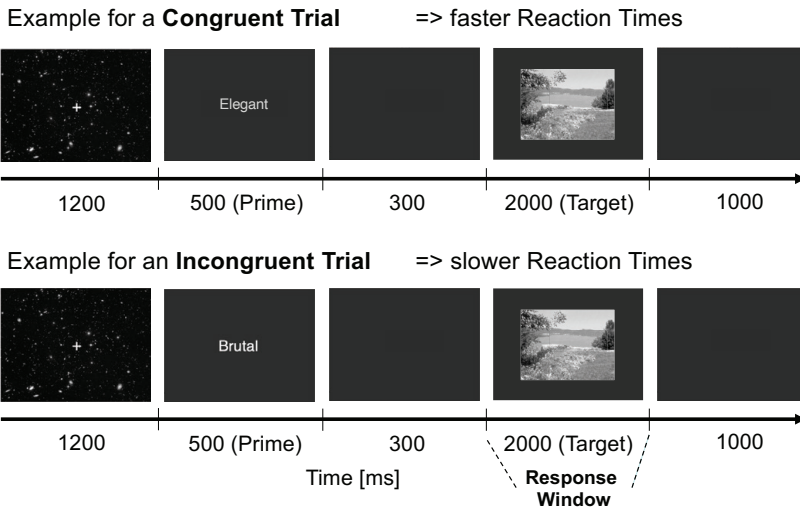 Example for a Congruent Trial => faster Reaction Times
Elegant
1200 500 (Prime) 300 2000 (Target) 1000
Example for an Incongruent Trial => slower Reaction Times
Brutal
1200 500 (Prime) 300 2000 (Target) 1000
Time [ms] Response
Window